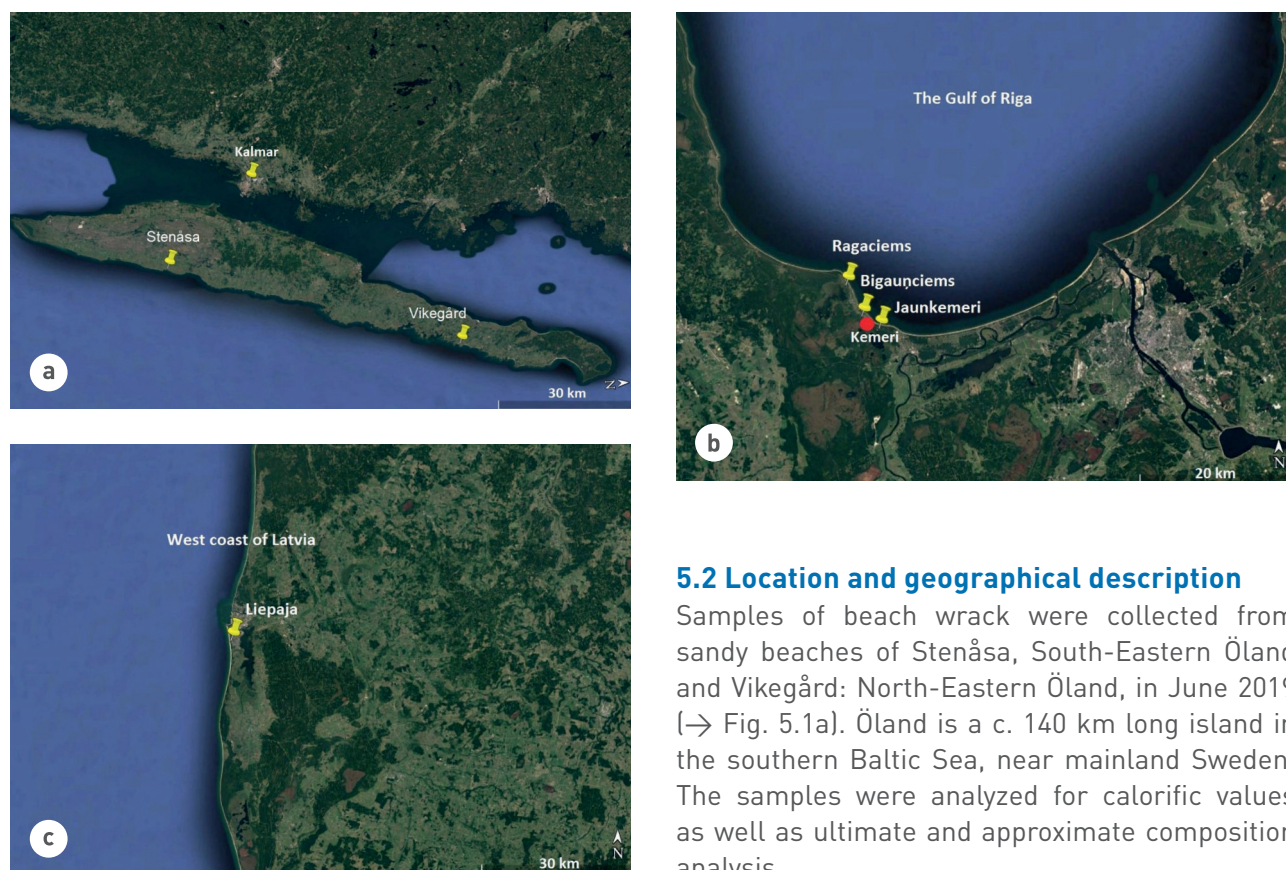 Kalmar
Stenåsa
Vikegård
a
30 km
Z
The Gulf of Riga
Ragaciems
Bigauņciems
Jaunkemeri
Kemeri
b
N
20 km
West coast of Latvia
Liepaja
c
N
30 km
5.2 Location and geographical description
Samples of beach wrack were collected from
sandy beaches of Stenåsa, South-Eastern Öland
and Vikegård: North-Eastern Öland, in June 2019
(→ Fig. 5.1a). Öland is a c. 140 km long island in
the southern Baltic Sea, near mainland Sweden
The samples were analyzed for calorific values
as well as ultimate and approximate composition
analysis